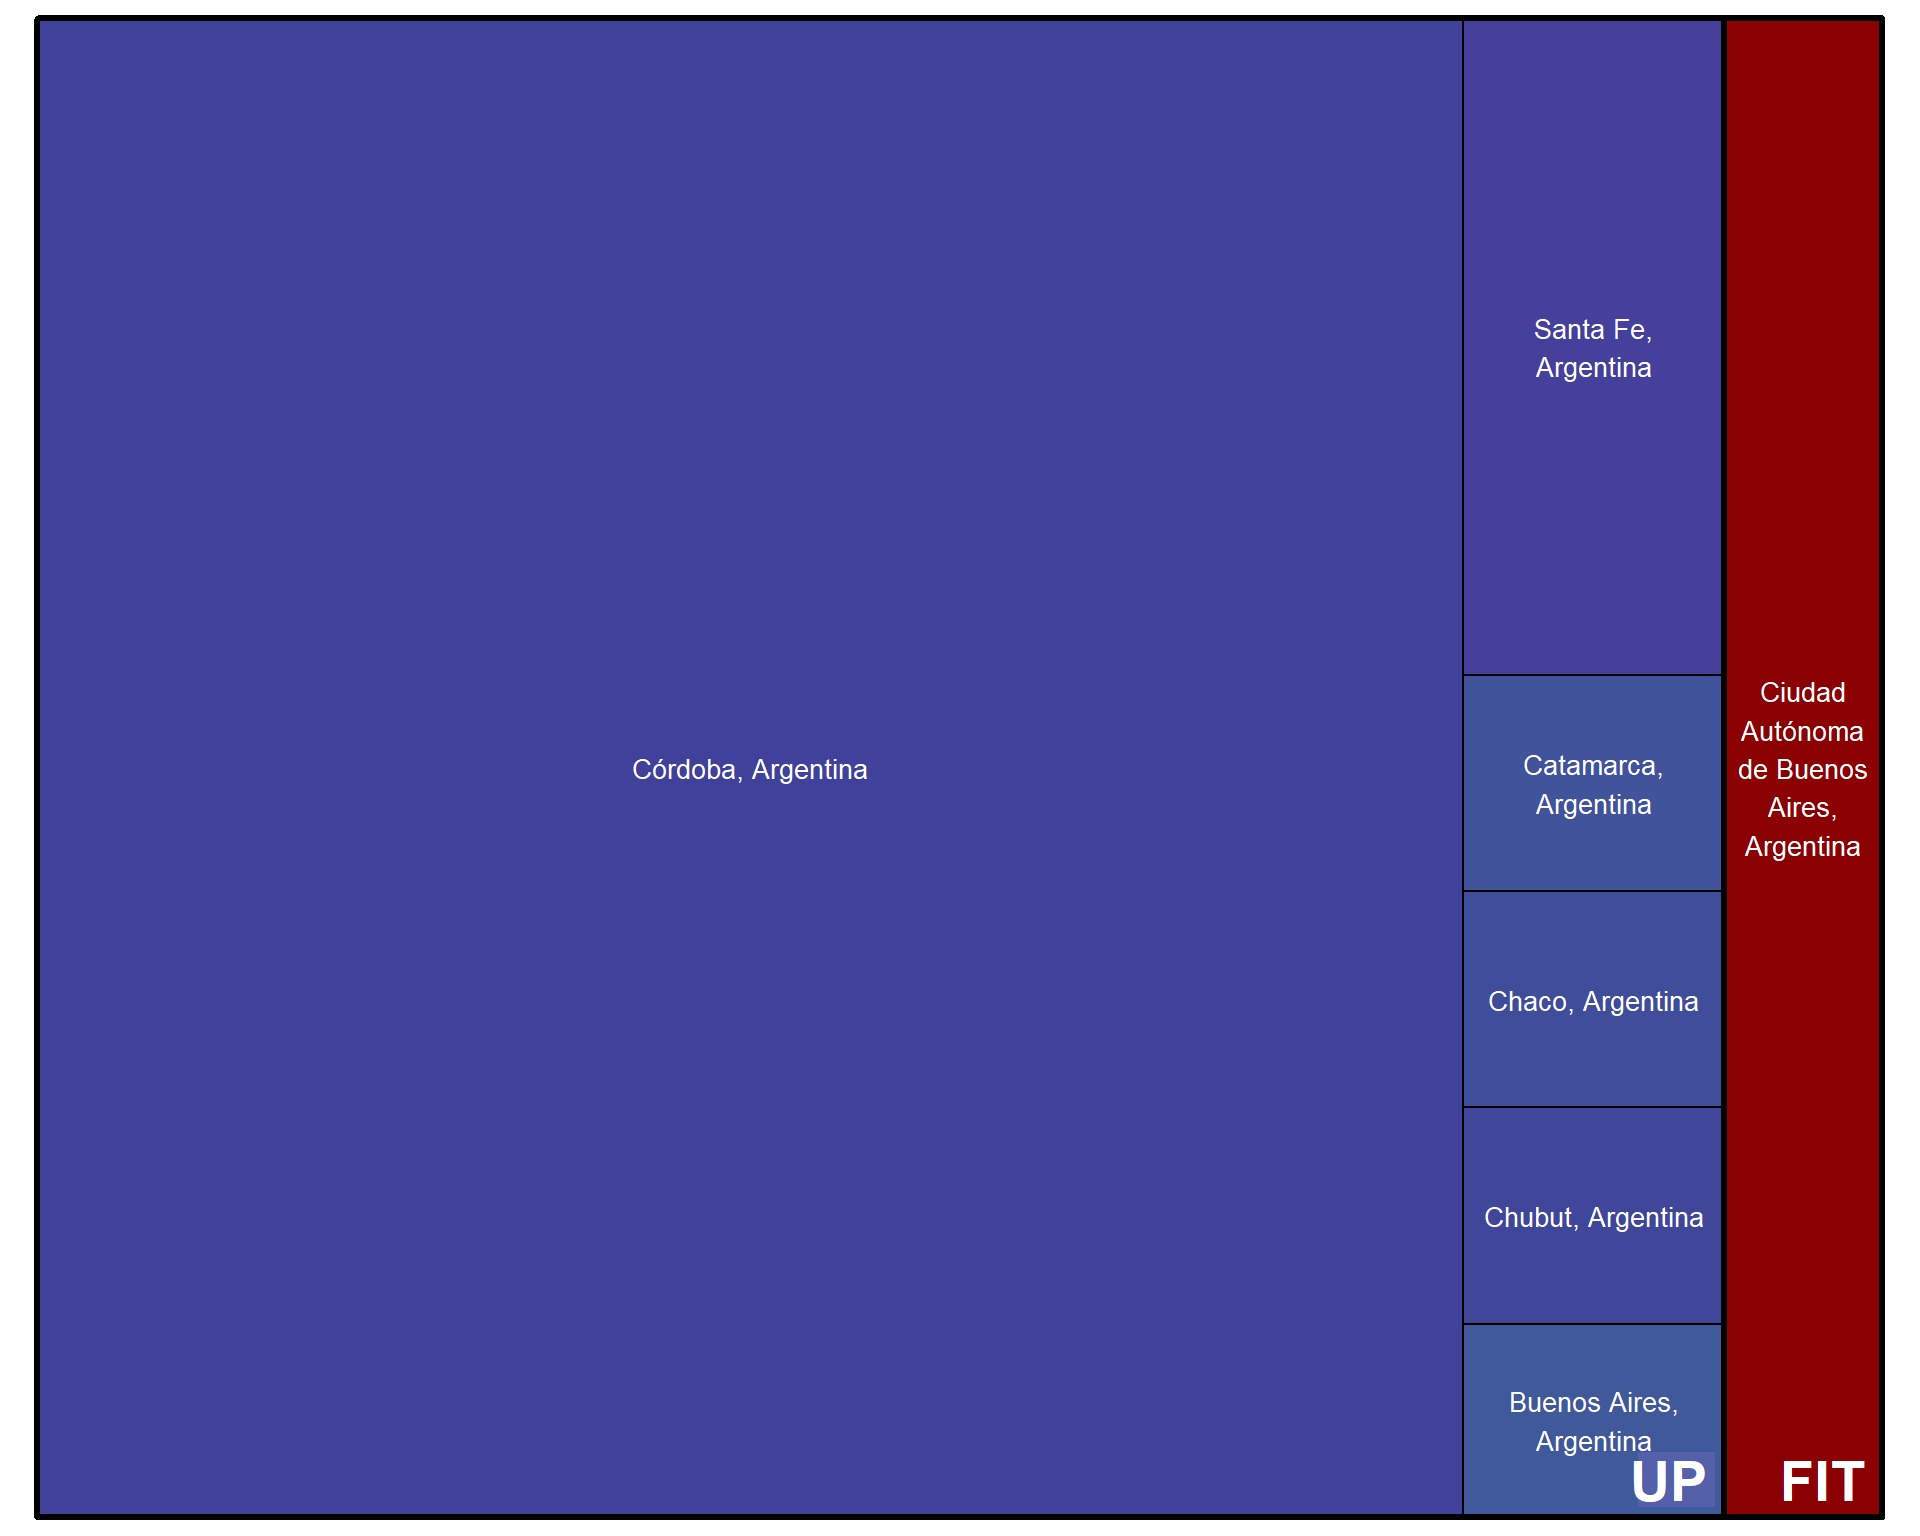 Córdoba, Argentina
Santa Fe,
Argentina
Catamarca,
Argentina
Chaco, Argentina
Chubut, Argentina
Buenos Aires,
Argentina
UP
Ciudad
Autónoma
de Buenos
Aires,
Argentina
FIT